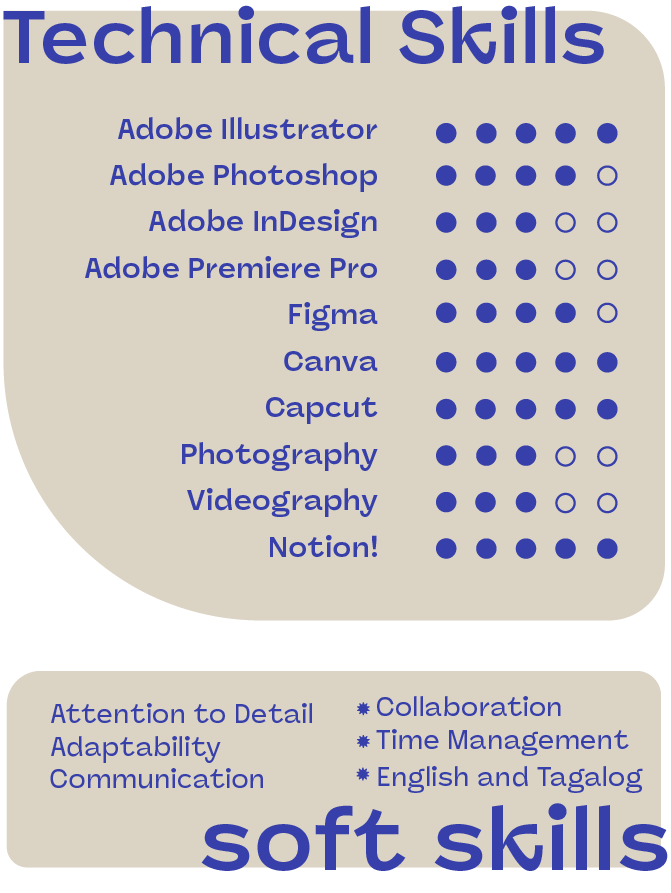 Technical Skills
Adobe Illustrator
Adobe Photoshop
Adobe InDesign
Adobe Premiere Pro
Figma
Canva
Capcut
Photography
Videography
Notion!
Attention to Detail
Adaptability
Communication
Collaboration
Time Management
English and Tagalog
soft skills